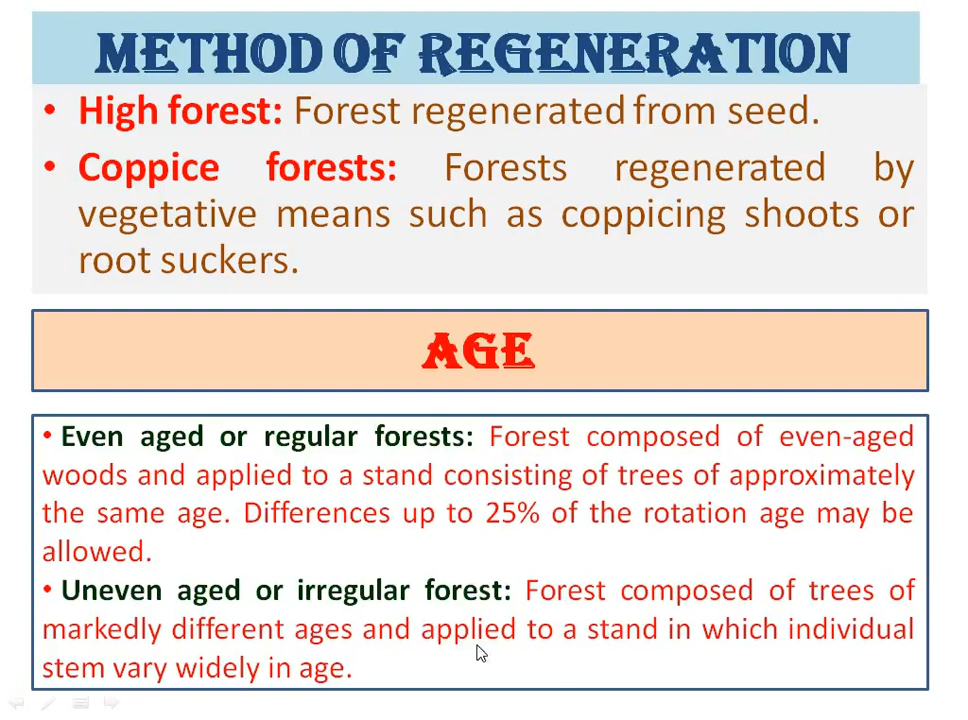 METHOD OF REGENERATION
• High forest: Forest regenerated from seed.
• Coppice forests: Forests regenerated by
vegetative means such as coppicing shoots or
root suckers.
AGE
• Even aged or regular forests: Forest composed of even-aged
woods and applied to a stand consisting of trees of approximately
the same age. Differences up to 25% of the rotation age may be
allowed.
• Uneven aged or irregular forest: Forest composed of trees of
markedly different ages and applied to a stand in which individual
stem vary widely in age.